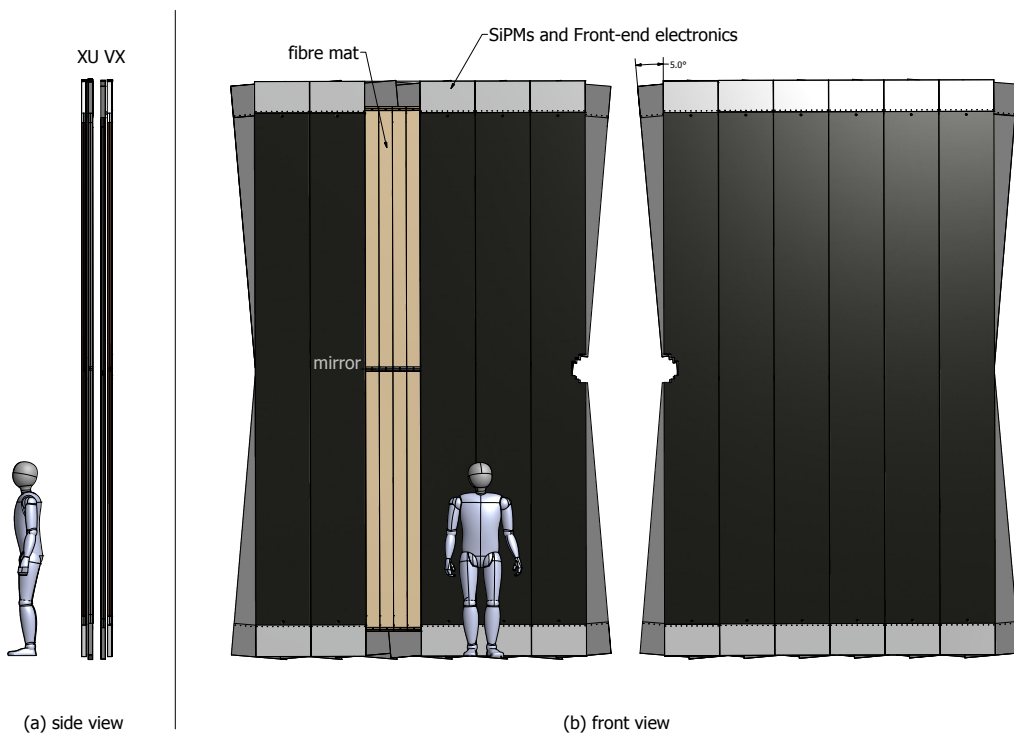 XU VX
fibre mat
SiPMs and Front-end electronics
5.0°
mirror
(a) side view
(b) front view